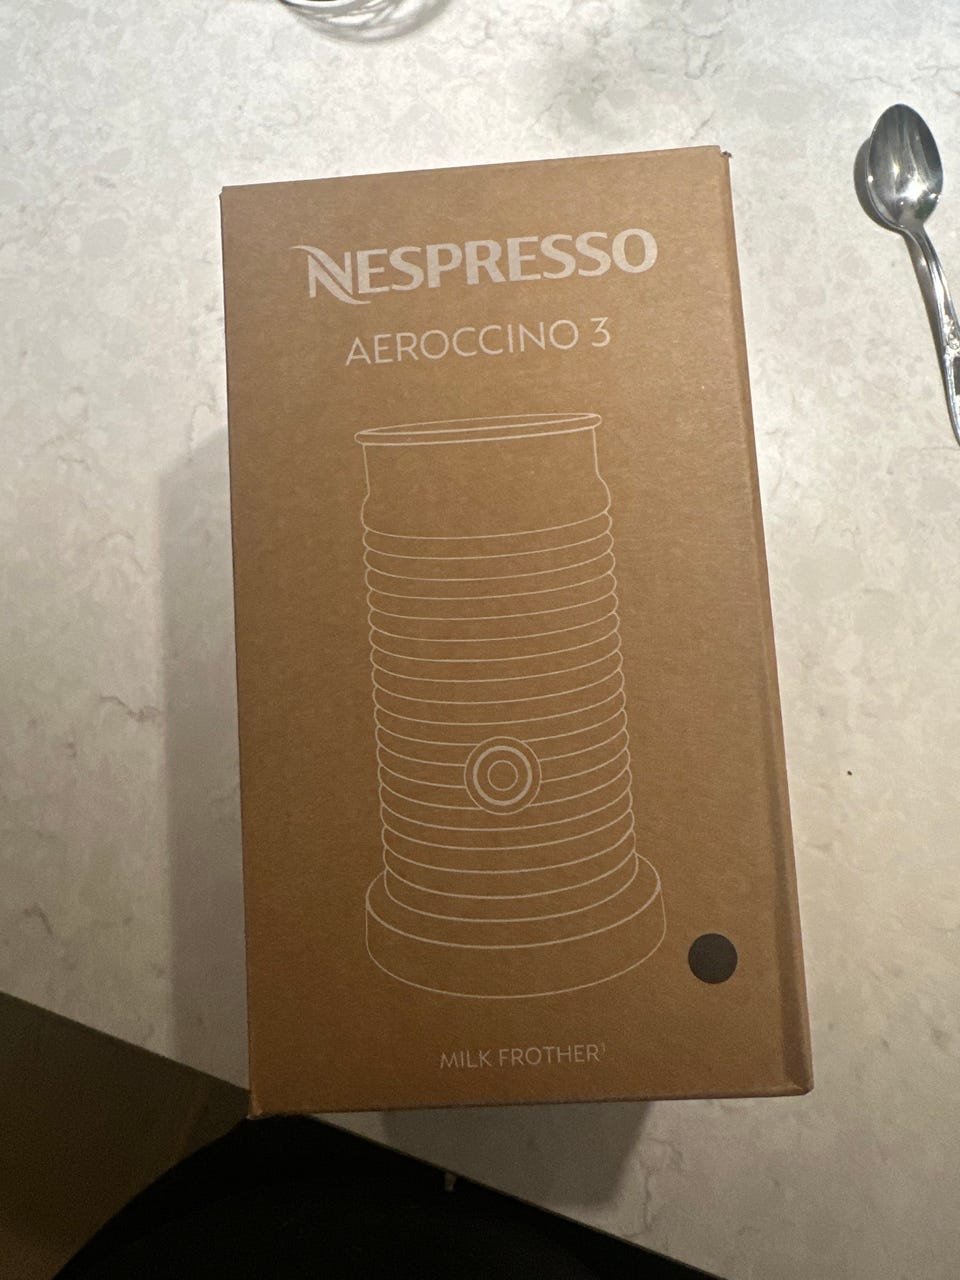 NESPRESSO
AEROCCINO 3
MILK FROTHER¹